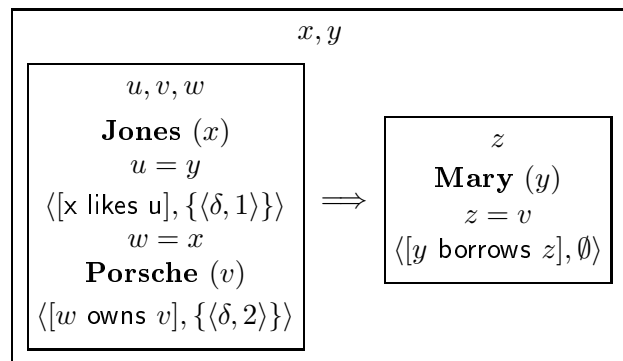 x, y
u, v, w
Jones (x)
u = y
⟨[x likes u], {⟨δ, 1⟩}⟩
w = x
Porsche (v)
⟨[w owns v], {⟨δ, 2⟩}⟩
⟹
z
Mary (y)
z = v
⟨[y borrows z], ∅⟩